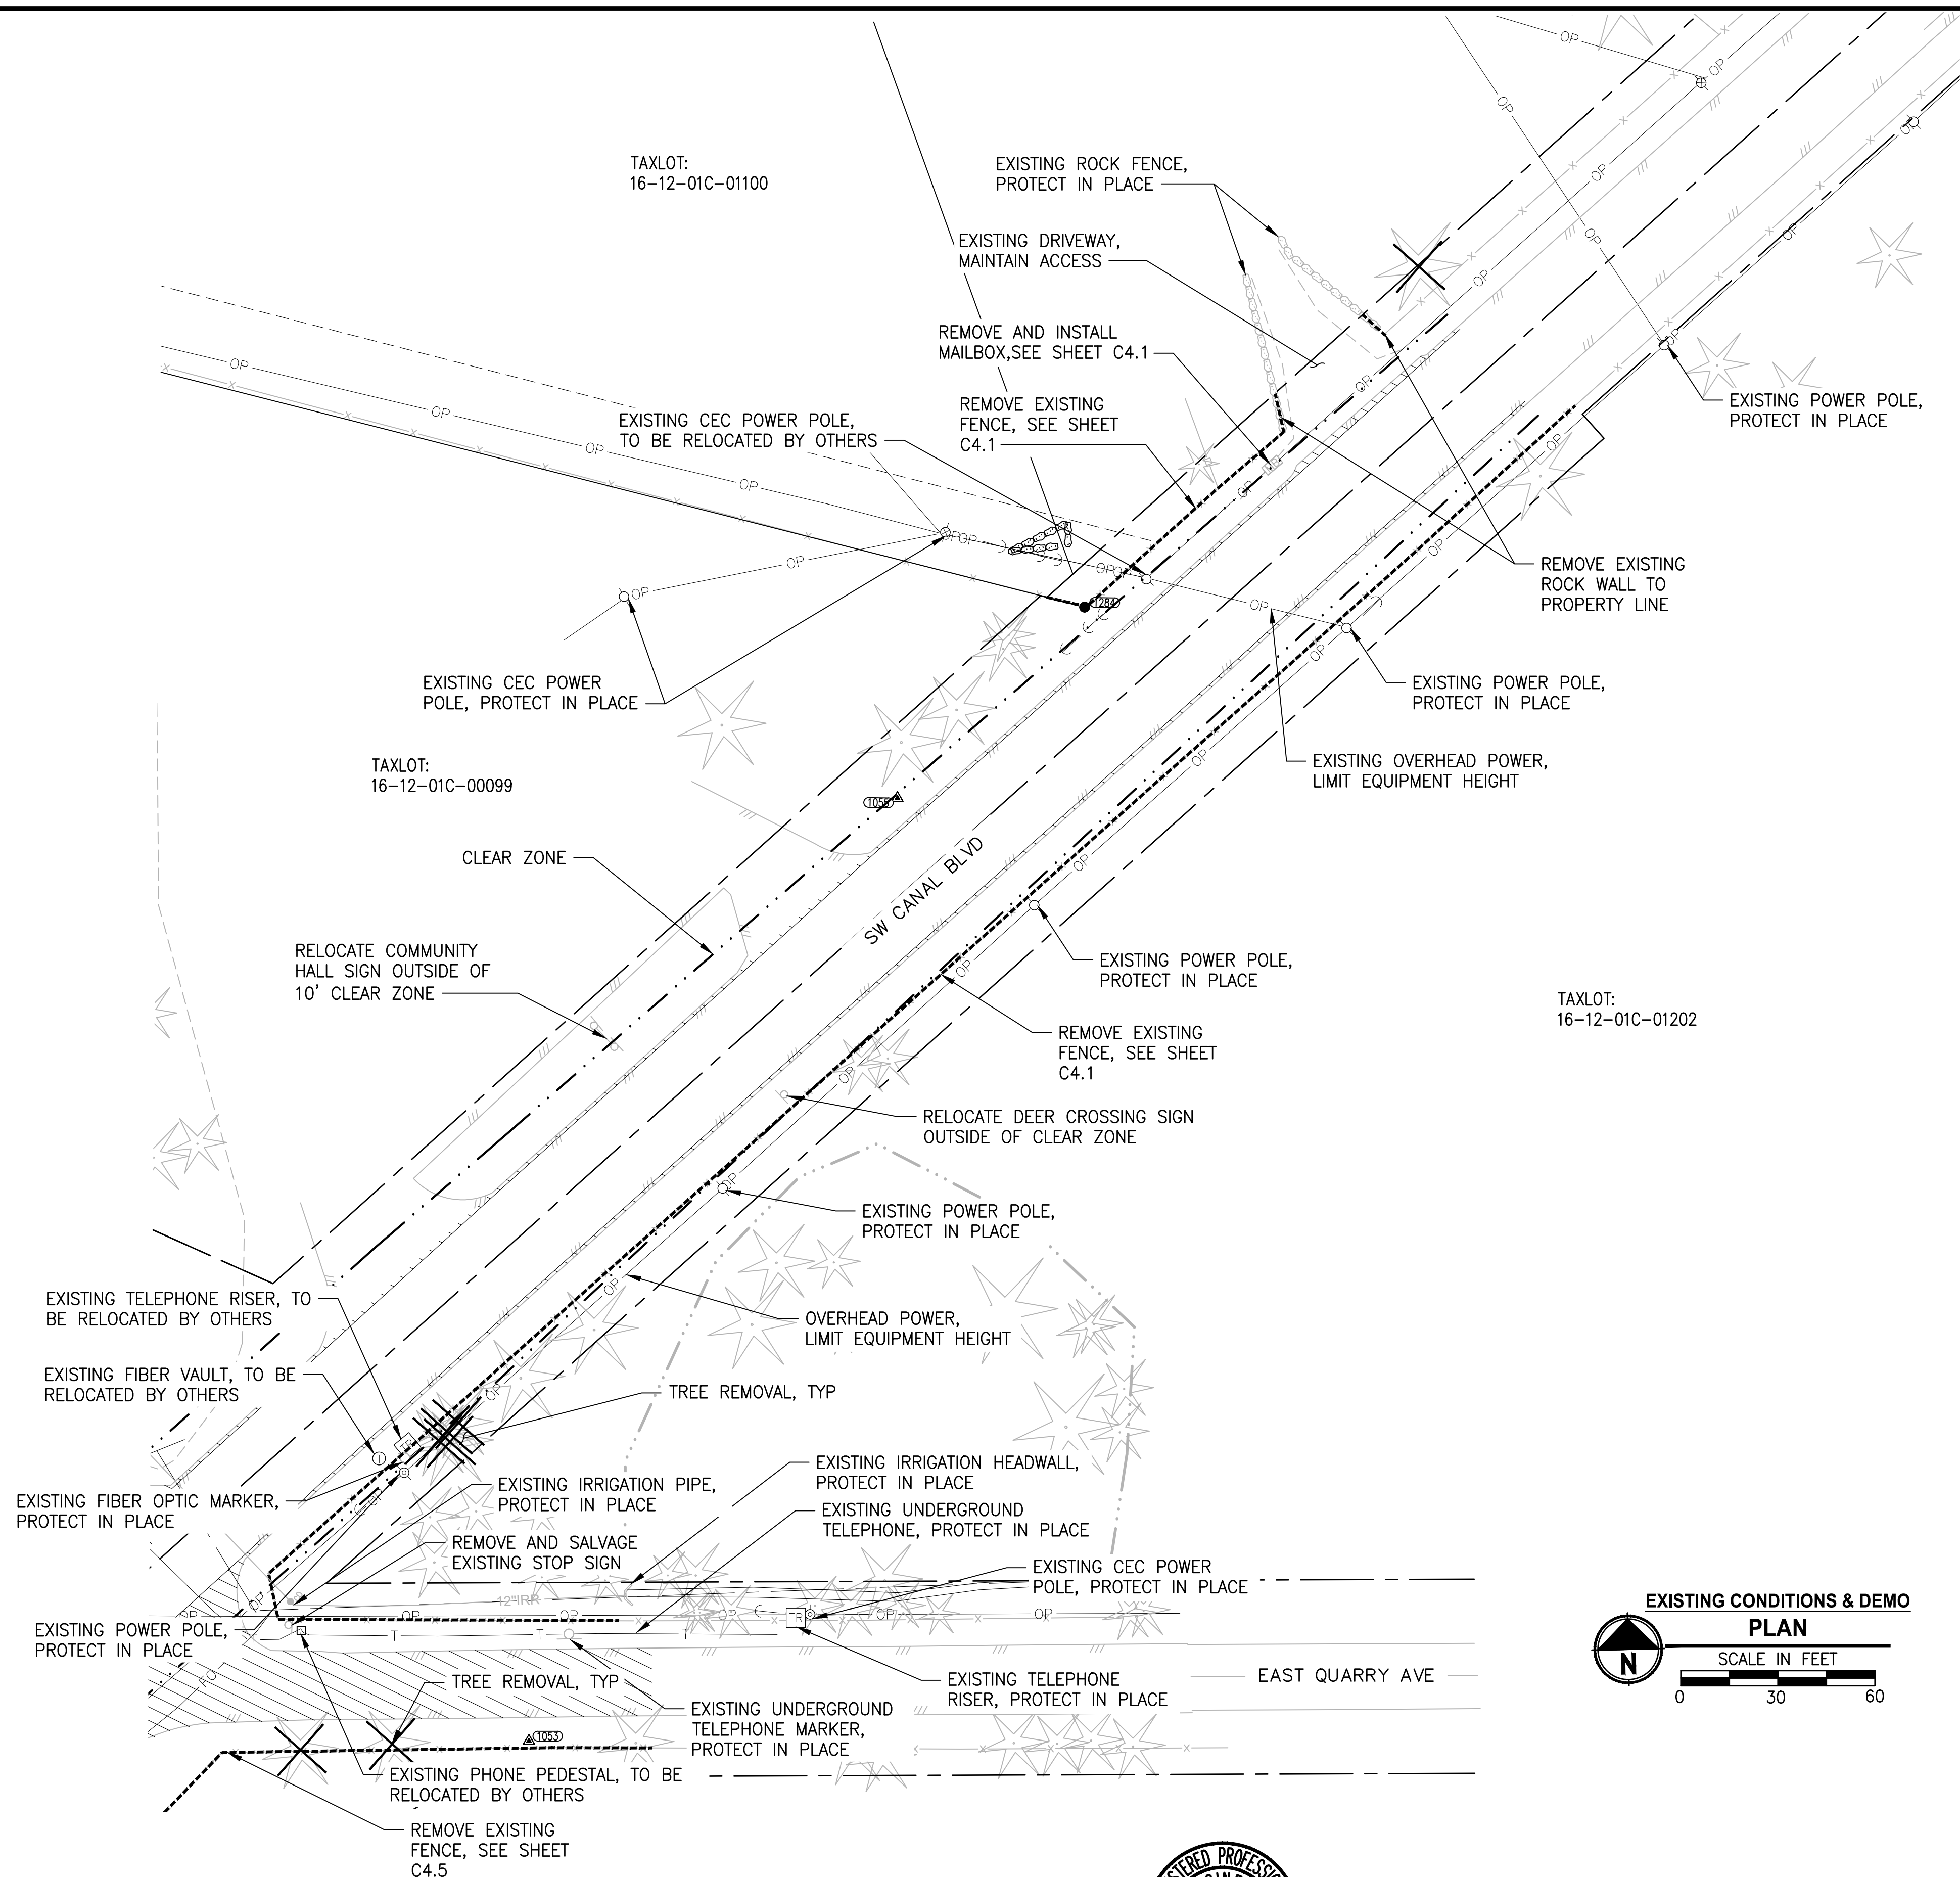 TAXLOT:
16-12-01C-01100
EXISTING ROCK FENCE,
PROTECT IN PLACE
EXISTING DRIVEWAY,
MAINTAIN ACCESS
REMOVE AND INSTALL
MAILBOX,SEE SHEET C4.1
REMOVE EXISTING
FENCE, SEE SHEET
C4.1
EXISTING CEC POWER POLE,
TO BE RELOCATED BY OTHERS
EXISTING POWER POLE,
PROTECT IN PLACE
REMOVE EXISTING
ROCK WALL TO
PROPERTY LINE
1284
EXISTING CEC POWER
POLE, PROTECT IN PLACE
EXISTING POWER POLE,
PROTECT IN PLACE
EXISTING OVERHEAD POWER,
LIMIT EQUIPMENT HEIGHT
TAXLOT:
16-12-01C-00099
1055
CLEAR ZONE
SW CANAL BLVD
RELOCATE COMMUNITY
HALL SIGN OUTSIDE OF
10' CLEAR ZONE
EXISTING POWER POLE,
PROTECT IN PLACE
TAXLOT:
16-12-01C-01202
REMOVE EXISTING
FENCE, SEE SHEET
C4.1
RELOCATE DEER CROSSING SIGN
OUTSIDE OF CLEAR ZONE
EXISTING POWER POLE,
PROTECT IN PLACE
EXISTING TELEPHONE RISER, TO
BE RELOCATED BY OTHERS
OVERHEAD POWER,
LIMIT EQUIPMENT HEIGHT
EXISTING FIBER VAULT, TO BE
RELOCATED BY OTHERS
TREE REMOVAL, TYP
TR
T
EXISTING FIBER OPTIC MARKER,
PROTECT IN PLACE
EXISTING IRRIGATION PIPE,
PROTECT IN PLACE
EXISTING IRRIGATION HEADWALL,
PROTECT IN PLACE
EXISTING UNDERGROUND
TELEPHONE, PROTECT IN PLACE
REMOVE AND SALVAGE
EXISTING STOP SIGN
EXISTING CEC POWER
POLE, PROTECT IN PLACE
12"IRR
OP OP OP OP OP
TR
T T T T
EXISTING POWER POLE,
PROTECT IN PLACE
FO
TREE REMOVAL, TYP
EXISTING TELEPHONE
RISER, PROTECT IN PLACE
EAST QUARRY AVE
EXISTING UNDERGROUND
TELEPHONE MARKER,
PROTECT IN PLACE
1053
EXISTING PHONE PEDESTAL, TO BE
RELOCATED BY OTHERS
REMOVE EXISTING
FENCE, SEE SHEET
C4.5
EXISTING CONDITIONS & DEMO
PLAN
N
SCALE IN FEET
0 30 60